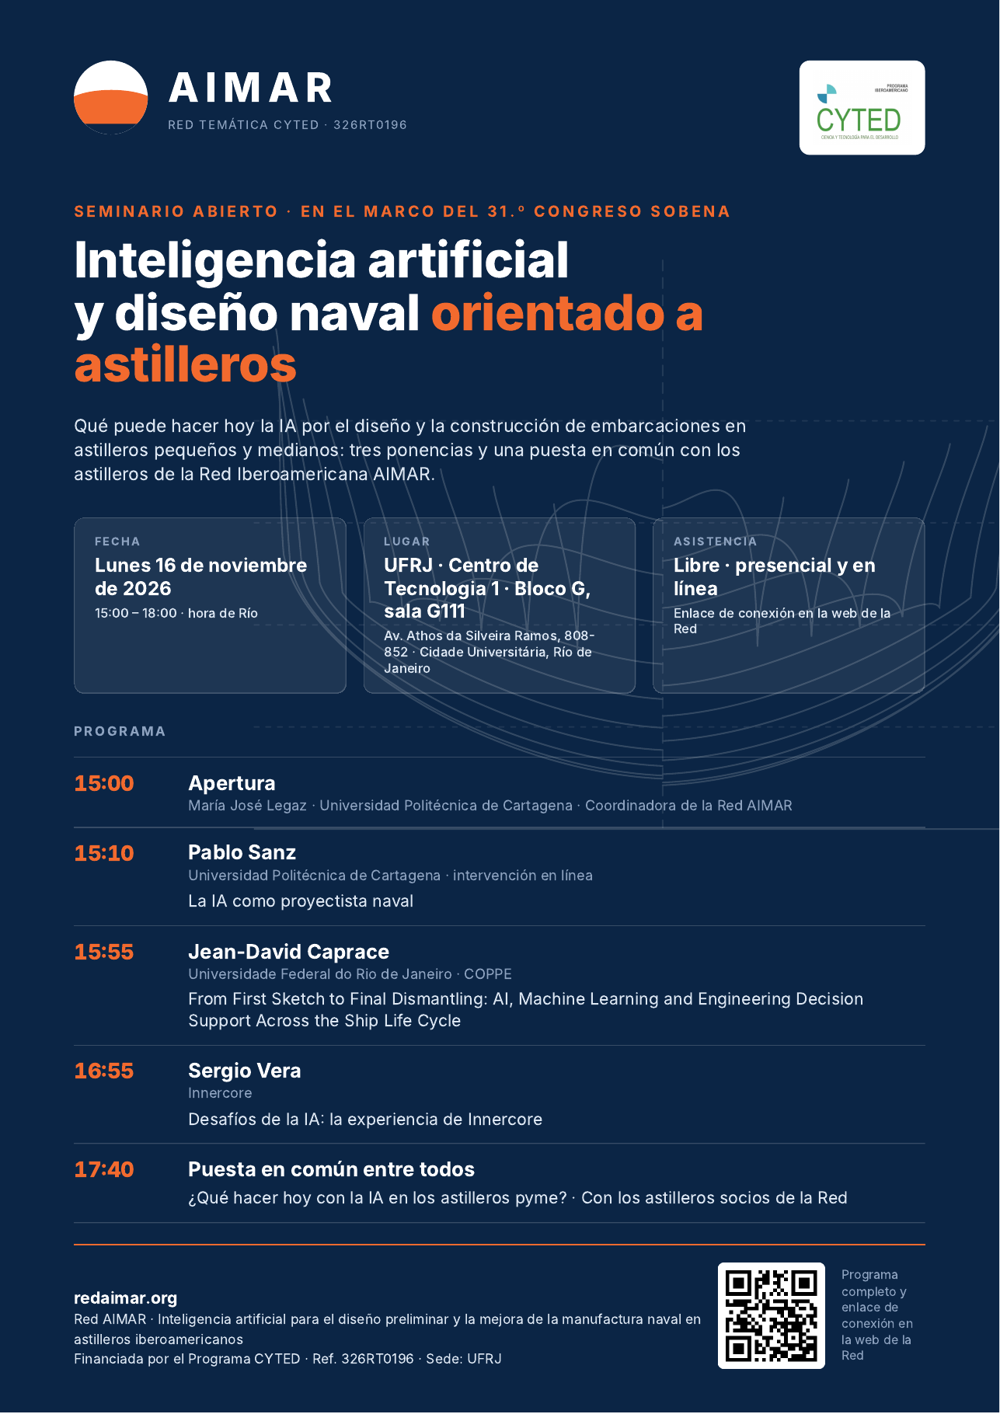 AIMAR
RED TEMÁTICA CYTED · 326RT0196
PROGRAMA
IBEROAMERICANO
CYTED
CIENCIA Y TECNOLOGÍA PARA EL DESARROLLO
SEMINARIO ABIERTO · EN EL MARCO DEL 31.º CONGRESO SOBENA
Inteligencia artificial
y diseño naval orientado a
astilleros
Qué puede hacer hoy la IA por el diseño y la construcción de embarcaciones en
astilleros pequeños y medianos: tres ponencias y una puesta en común con los
astilleros de la Red Iberoamericana AIMAR.
FECHA
Lunes 16 de noviembre
de 2026
15:00 – 18:00 · hora de Río
LUGAR
UFRJ · Centro de
Tecnologia 1 · Bloco G,
sala G111
Av. Athos da Silveira Ramos, 808-
852 · Cidade Universitária, Río de
Janeiro
ASISTENCIA
Libre · presencial y en
línea
Enlace de conexión en la web de la
Red
PROGRAMA
15:00 Apertura
María José Legaz · Universidad Politécnica de Cartagena · Coordinadora de la Red AIMAR
15:10 Pablo Sanz
Universidad Politécnica de Cartagena · intervención en línea
La IA como proyectista naval
15:55 Jean-David Caprace
Universidade Federal do Rio de Janeiro · COPPE
From First Sketch to Final Dismantling: AI, Machine Learning and Engineering Decision
Support Across the Ship Life Cycle
16:55 Sergio Vera
Innercore
Desafíos de la IA: la experiencia de Innercore
17:40 Puesta en común entre todos
¿Qué hacer hoy con la IA en los astilleros pyme? · Con los astilleros socios de la Red
redaimar.org
Red AIMAR · Inteligencia artificial para el diseño preliminar y la mejora de la manufactura naval en
astilleros iberoamericanos
Financiada por el Programa CYTED · Ref. 326RT0196 · Sede: UFRJ
Programa
completo y
enlace de
conexión en
la web de la
Red